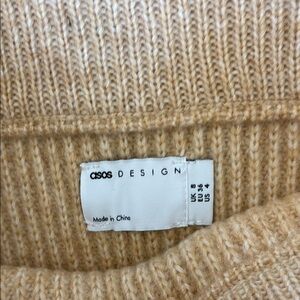 asos DESIGN
Made in China
UK 8
EU 36
US 4